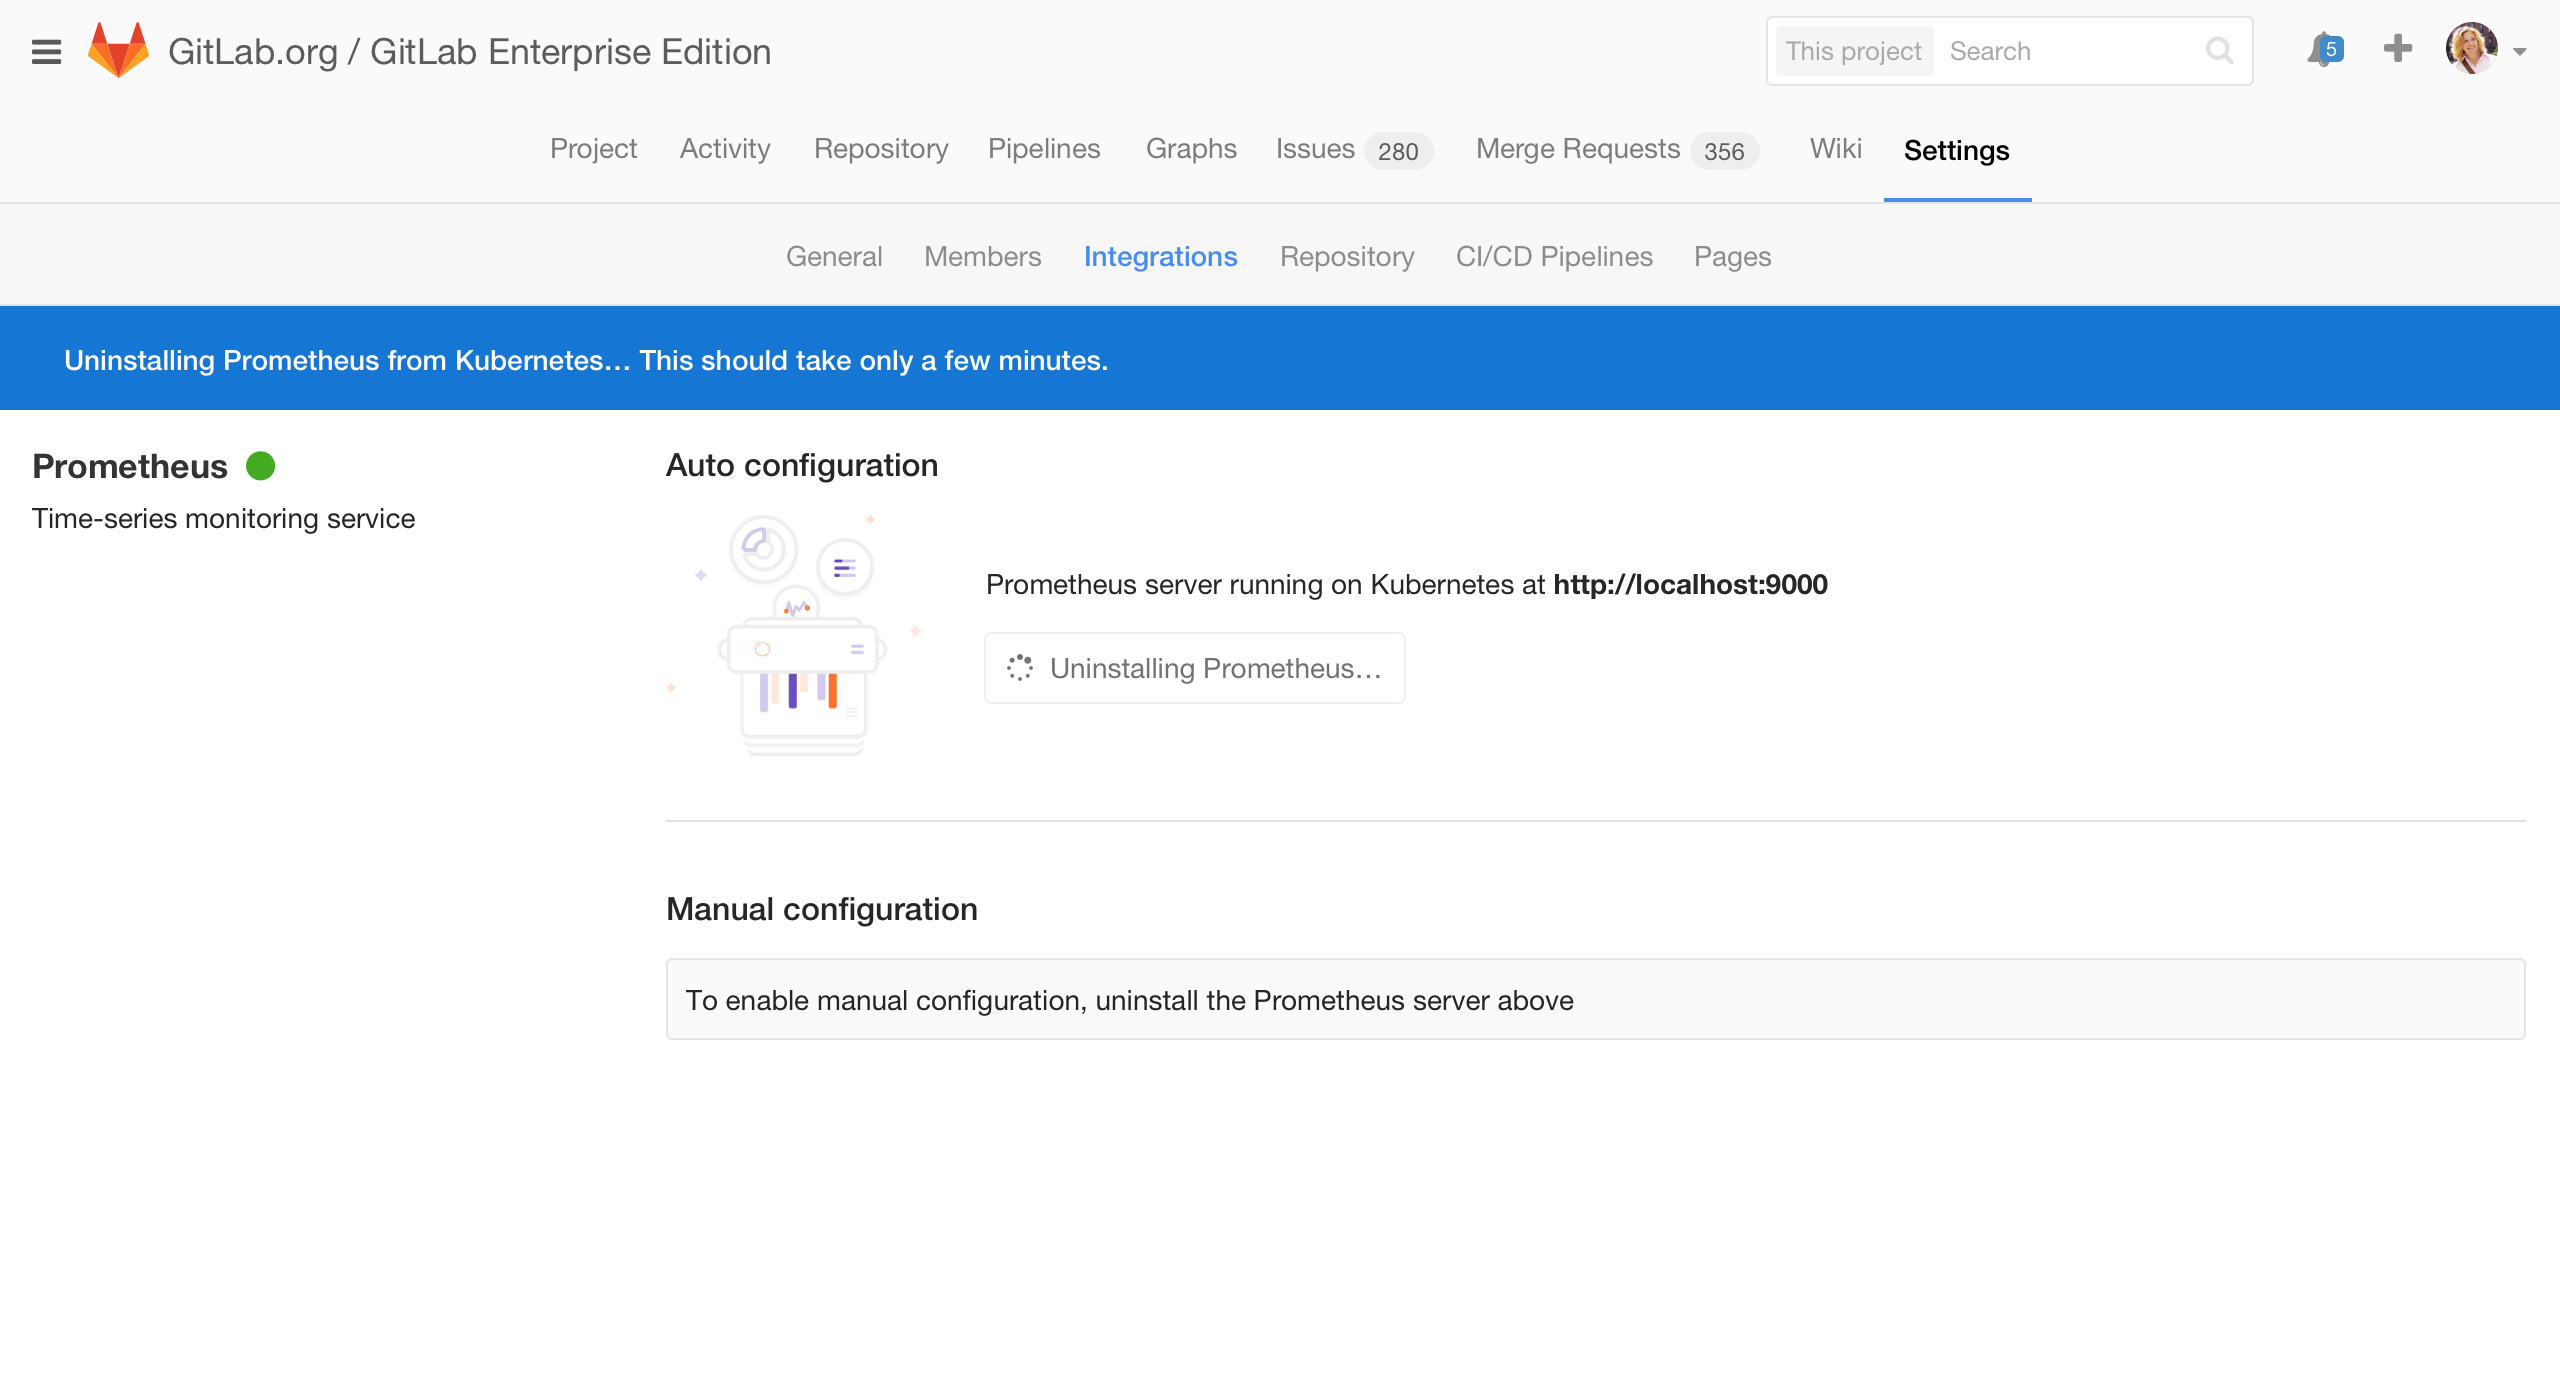 GitLab.org / GitLab Enterprise Edition
This project Search
5
Project Activity Repository Pipelines Graphs Issues 280 Merge Requests 356 Wiki Settings
General Members Integrations Repository CI/CD Pipelines Pages
Uninstalling Prometheus from Kubernetes… This should take only a few minutes.
Prometheus
Time-series monitoring service
Auto configuration
Prometheus server running on Kubernetes at http://localhost:9000
Uninstalling Prometheus…
Manual configuration
To enable manual configuration, uninstall the Prometheus server above